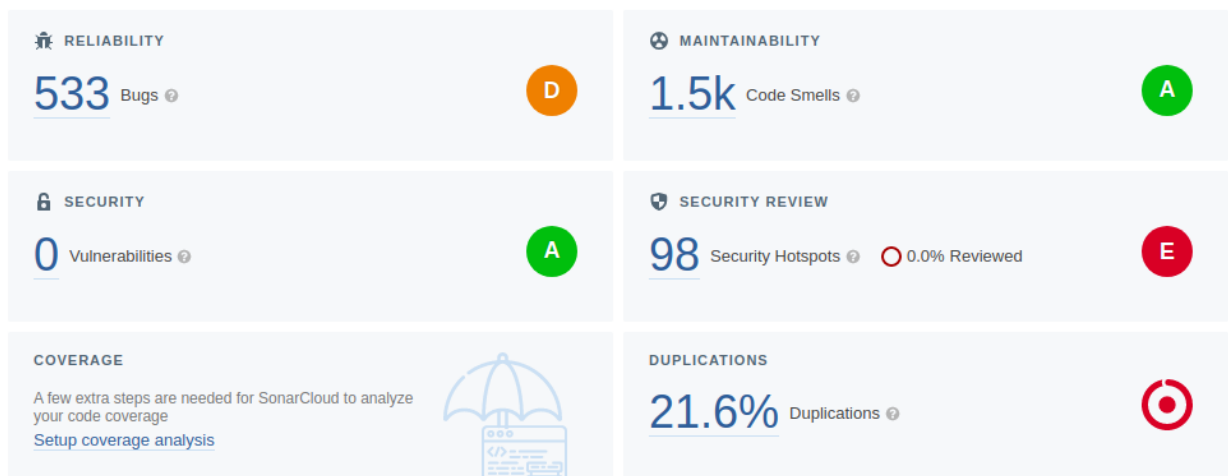 RELIABILITY
533 Bugs
D
MAINTAINABILITY
1.5k Code Smells
A
SECURITY
0 Vulnerabilities
A
SECURITY REVIEW
98 Security Hotspots 0.0% Reviewed
E
COVERAGE
A few extra steps are needed for SonarCloud to analyze
your code coverage
Setup coverage analysis
</>
DUPLICATIONS
21.6% Duplications